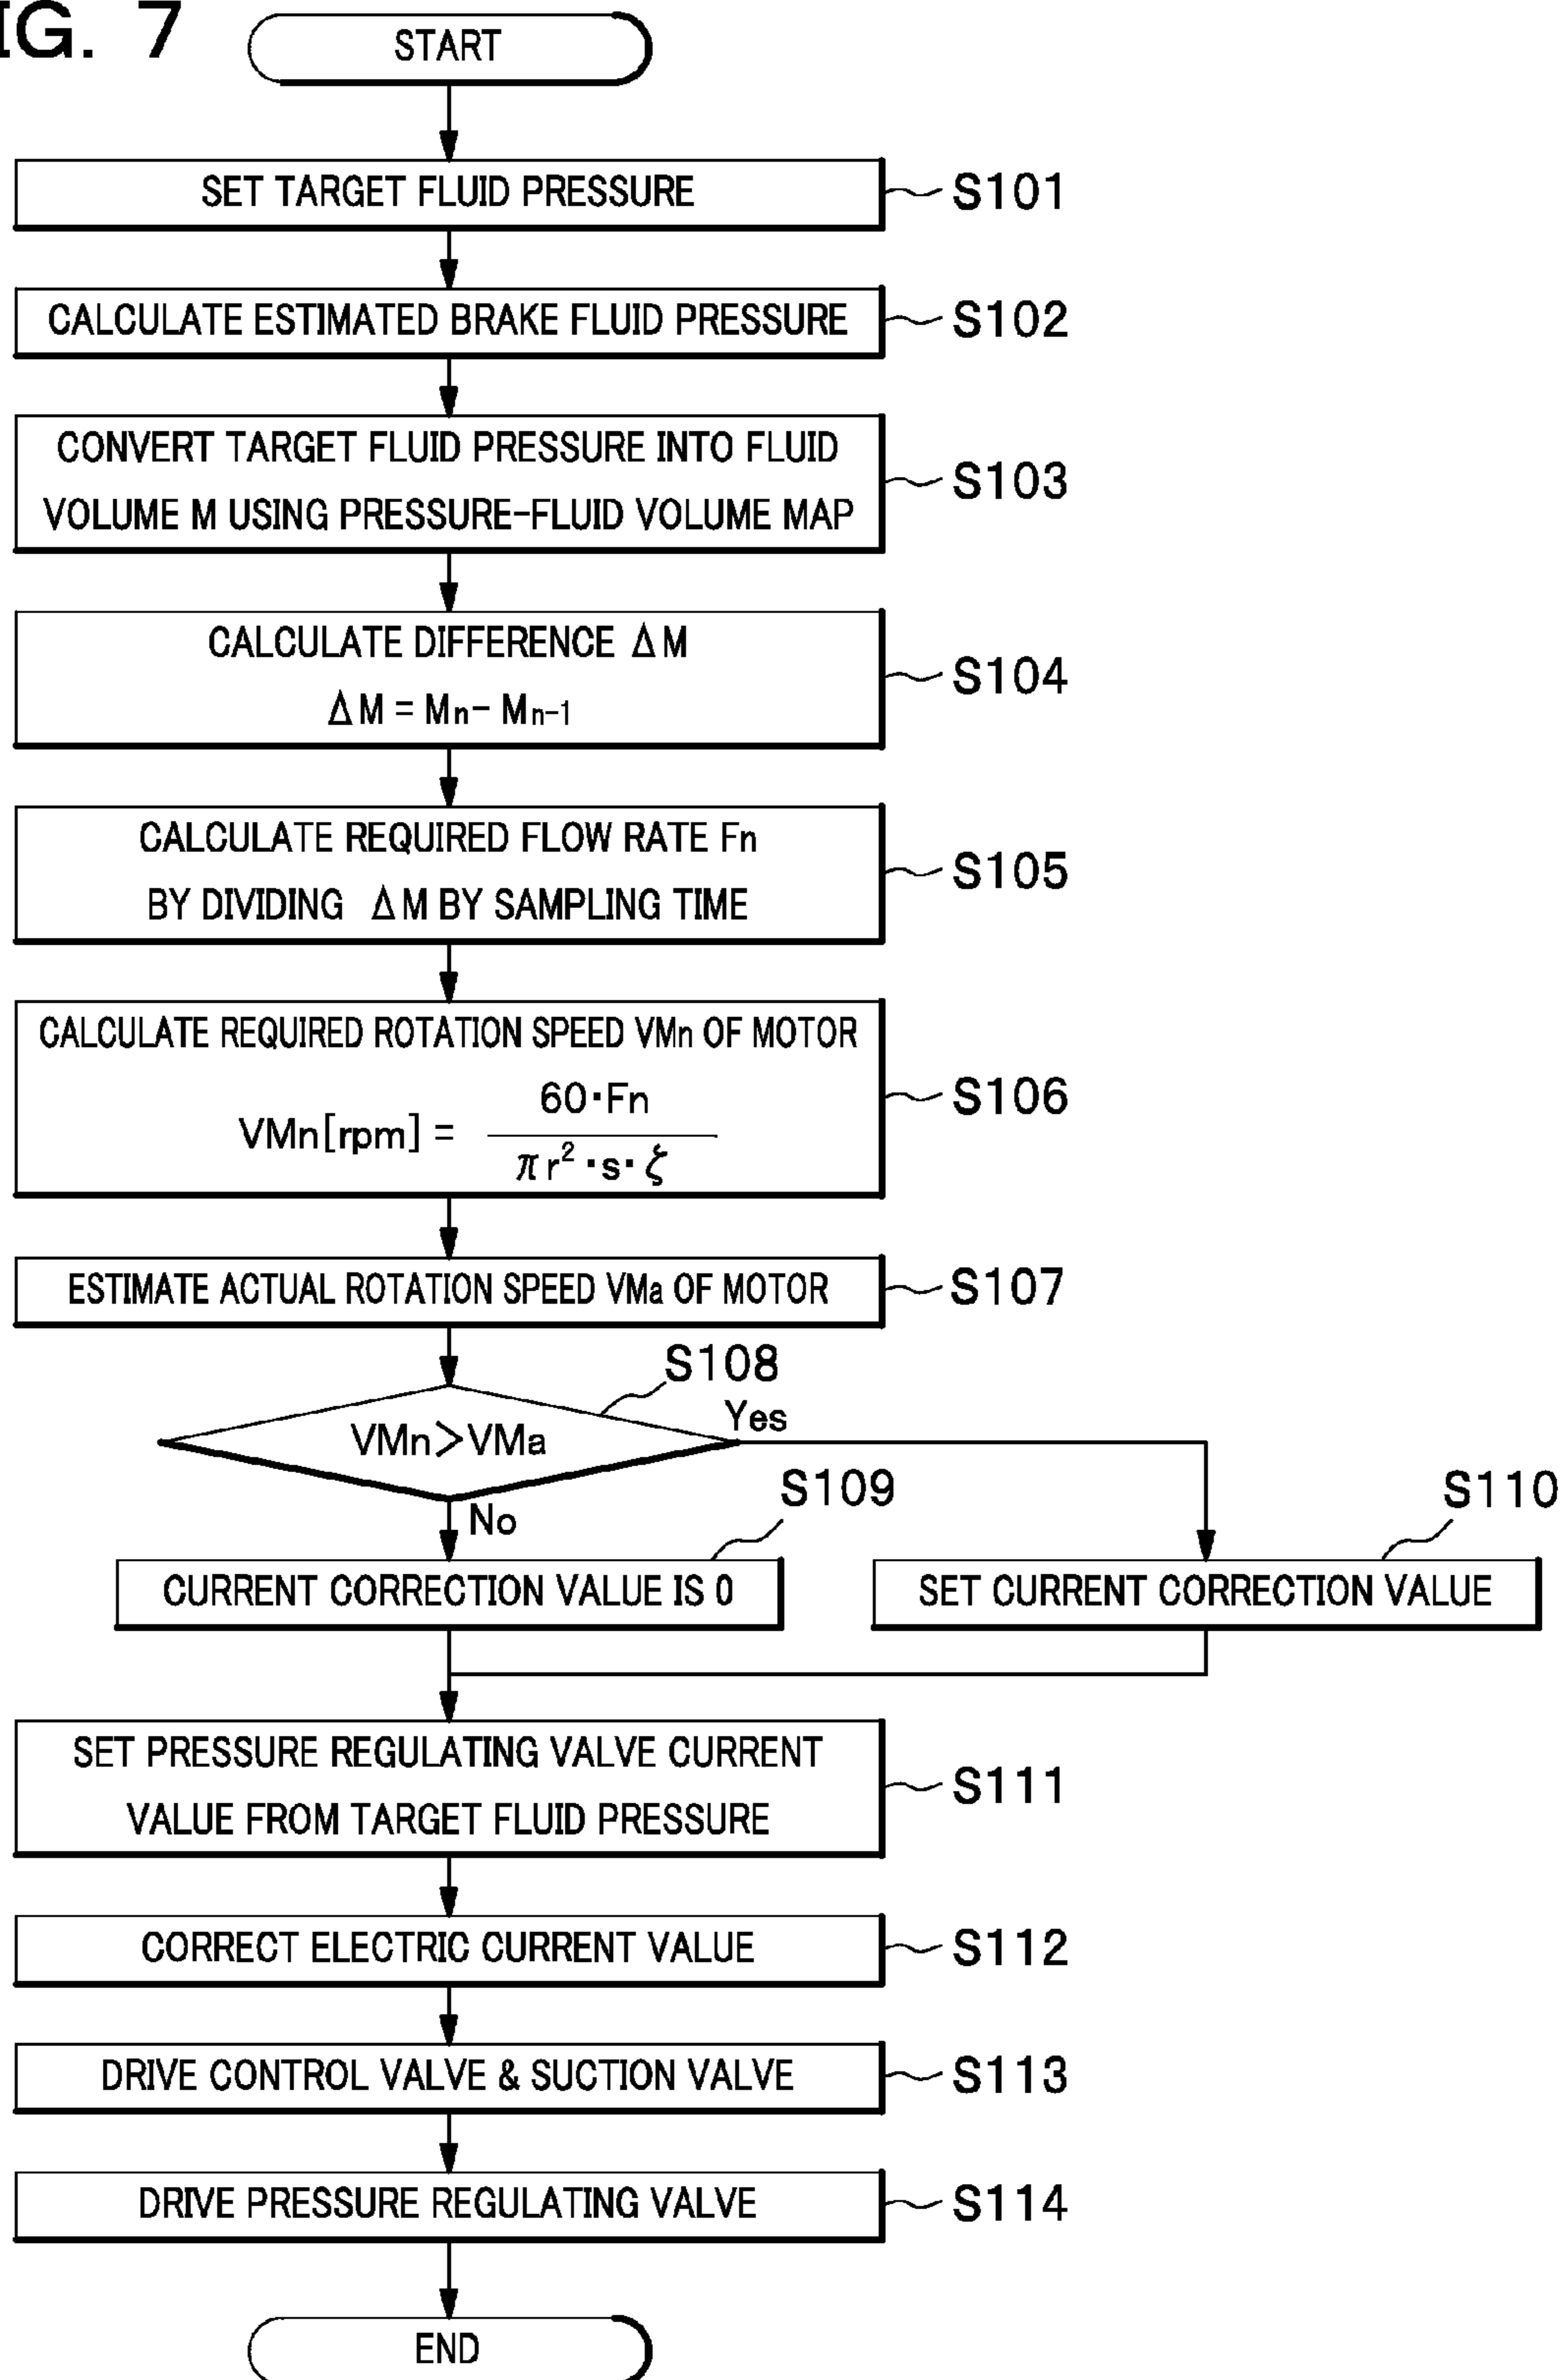 IG. 7
START
SET TARGET FLUID PRESSURE
S101
CALCULATE ESTIMATED BRAKE FLUID PRESSURE
S102
CONVERT TARGET FLUID PRESSURE INTO FLUID
VOLUME M USING PRESSURE-FLUID VOLUME MAP
S103
CALCULATE DIFFERENCE ΔM
ΔM = Mn- Mn-1
S104
CALCULATE REQUIRED FLOW RATE Fn
BY DIVIDING ΔM BY SAMPLING TIME
S105
CALCULATE REQUIRED ROTATION SPEED VMn OF MOTOR
60·Fn
VMn[rpm] =
πr²·s·ζ
S106
ESTIMATE ACTUAL ROTATION SPEED VMa OF MOTOR
S107
S108
VMn>VMa
Yes
No
S109
S110
CURRENT CORRECTION VALUE IS 0
SET CURRENT CORRECTION VALUE
SET PRESSURE REGULATING VALVE CURRENT
VALUE FROM TARGET FLUID PRESSURE
S111
CORRECT ELECTRIC CURRENT VALUE
S112
DRIVE CONTROL VALVE & SUCTION VALVE
S113
DRIVE PRESSURE REGULATING VALVE
S114
END